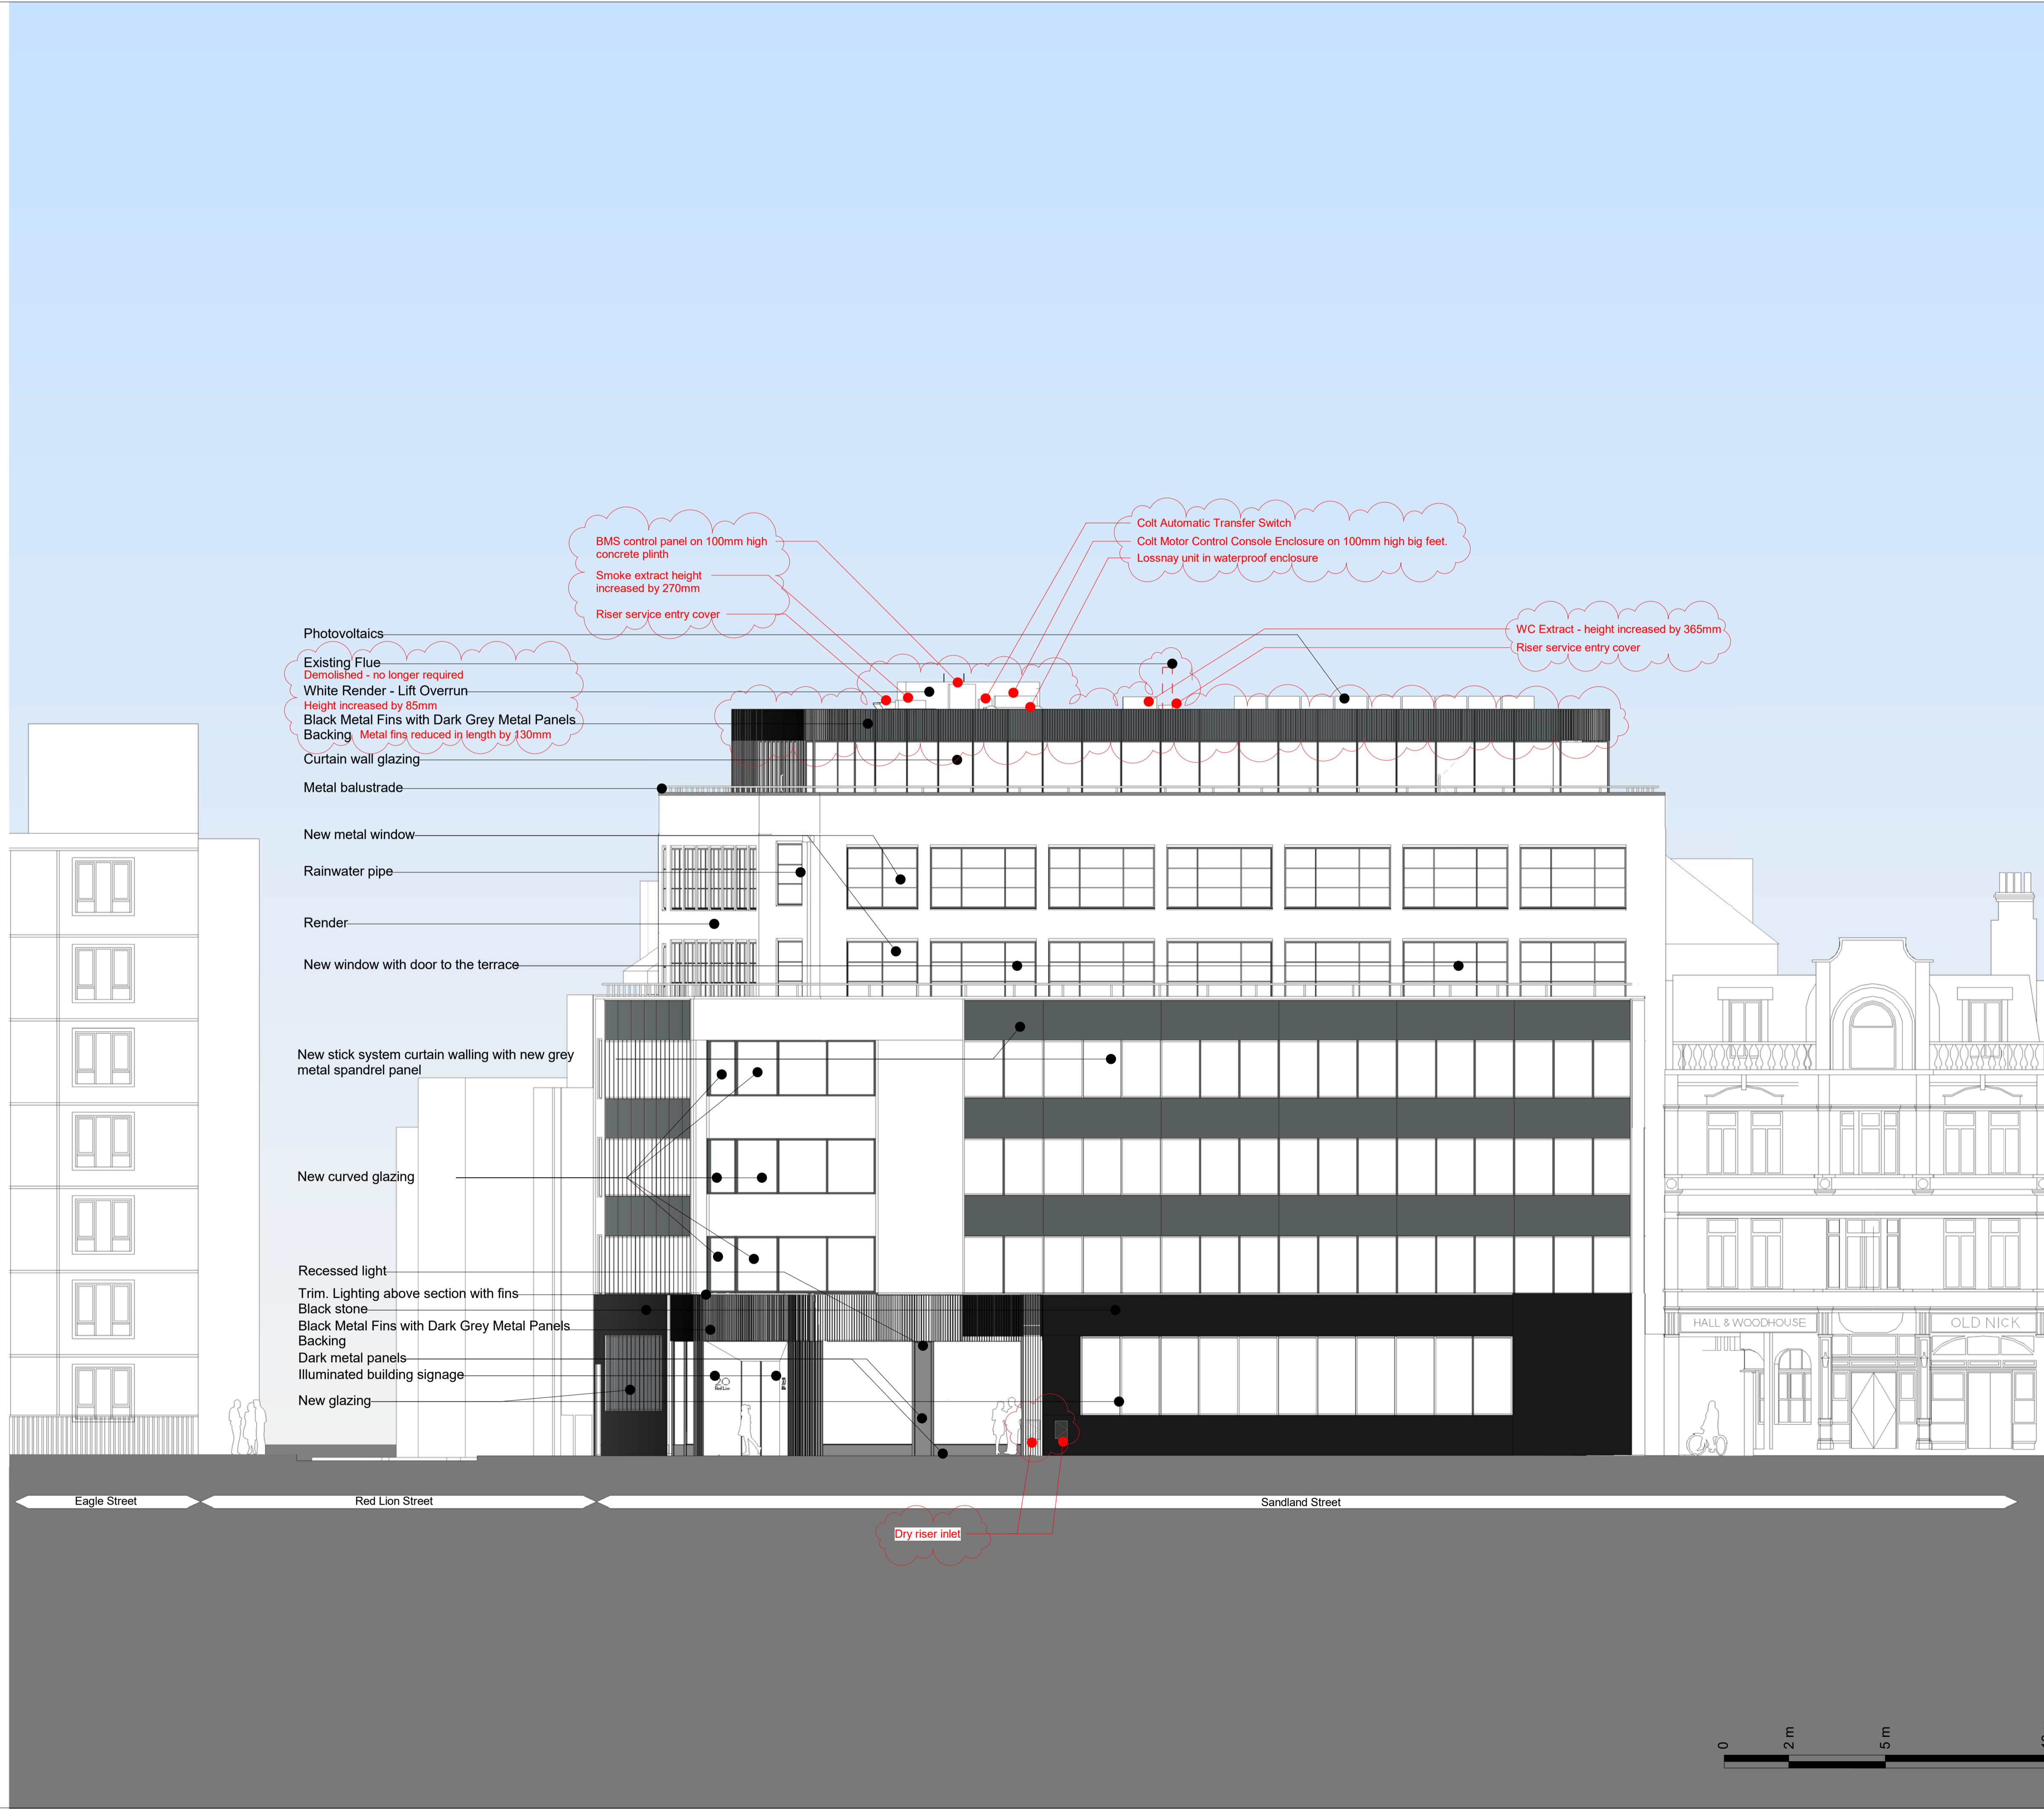 Colt Automatic Transfer Switch
Colt Motor Control Console Enclosure on 100mm high big feet.
Lossnay unit in waterproof enclosure
BMS control panel on 100mm high
concrete plinth
Smoke extract height
increased by 270mm
Riser service entry cover
WC Extract - height increased by 365mm
Riser service entry cover
Photovoltaics
Existing Flue
Demolished - no longer required
White Render - Lift Overrun
Height increased by 85mm
Black Metal Fins with Dark Grey Metal Panels
Backing Metal fins reduced in length by 130mm
Curtain wall glazing
Metal balustrade
New metal window
Rainwater pipe
Render
New window with door to the terrace
New stick system curtain walling with new grey
metal spandrel panel
New curved glazing
Recessed light
Trim. Lighting above section with fins
Black stone
Black Metal Fins with Dark Grey Metal Panels
Backing
Dark metal panels
Illuminated building signage
New glazing
20
Red Lion
HALL & WOODHOUSE
OLD NICK
Eagle Street
Red Lion Street
Sandland Street
Dry riser inlet
0
2 m
5 m